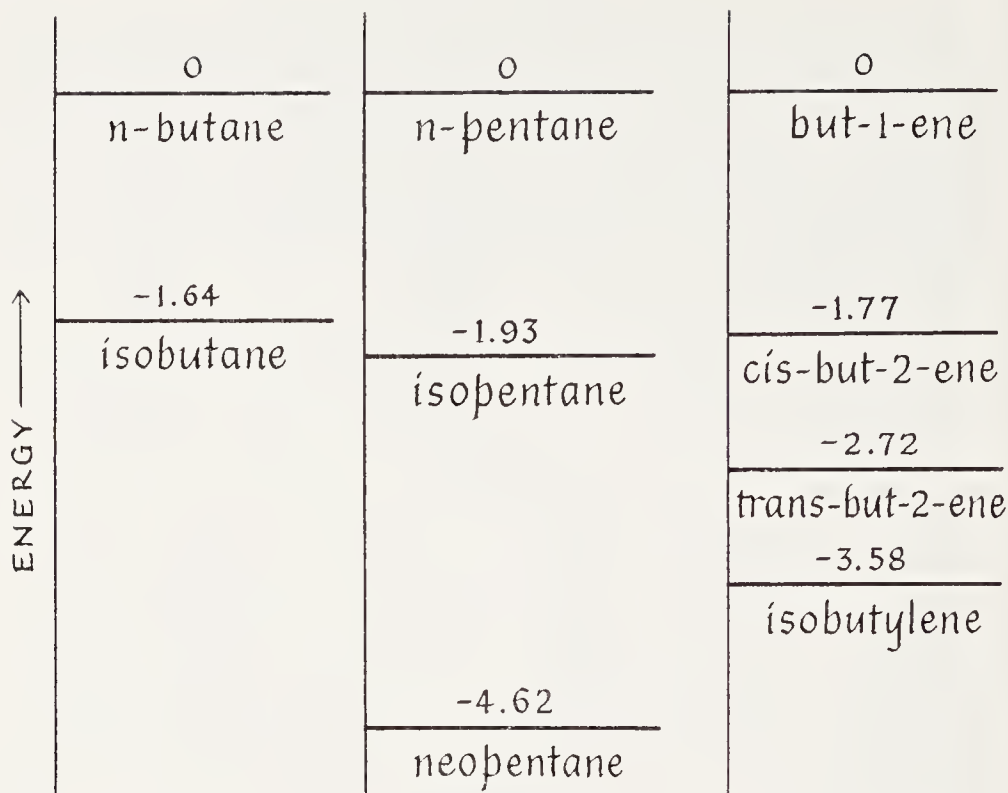 0
n-butane
-1.64
isobutane
0
n-pentane
-1.93
isopentane
-4.62
neopentane
0
but-1-ene
-1.77
cis-but-2-ene
-2.72
trans-but-2-ene
-3.58
isobutylene
ENERGY →